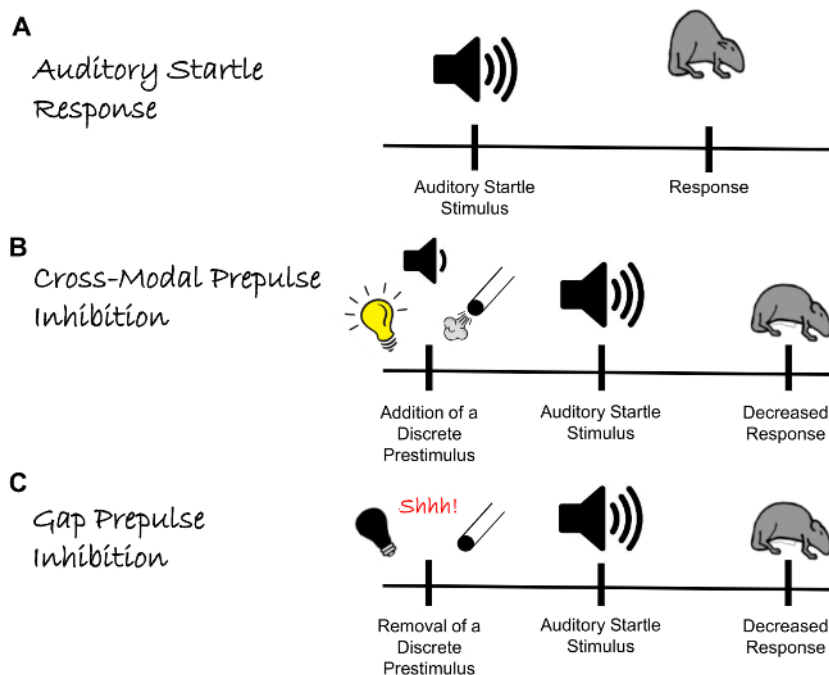 A
Auditory Startle
Response
Auditory Startle
Stimulus
Response
B
Cross-Modal Prepulse
Inhibition
Addition of a
Discrete
Prestimulus
Auditory Startle
Stimulus
Decreased
Response
C
Gap Prepulse
Inhibition
Shhh!
Removal of a
Discrete
Prestimulus
Auditory Startle
Stimulus
Decreased
Response